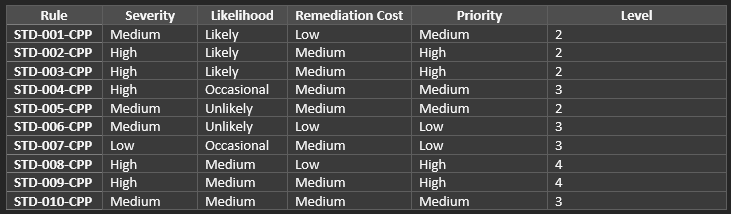 Rule Severity Likelihood Remediation Cost Priority Level
STD-001-CPP Medium Likely Low Medium 2
STD-002-CPP High Likely Medium High 2
STD-003-CPP High Likely Medium High 2
STD-004-CPP High Occasional Medium Medium 3
STD-005-CPP Medium Unlikely Medium Medium 2
STD-006-CPP Medium Unlikely Low Low 3
STD-007-CPP Low Occasional Medium Low 3
STD-008-CPP High Medium Low High 4
STD-009-CPP High Medium Medium High 4
STD-010-CPP Medium Medium Medium Medium 3